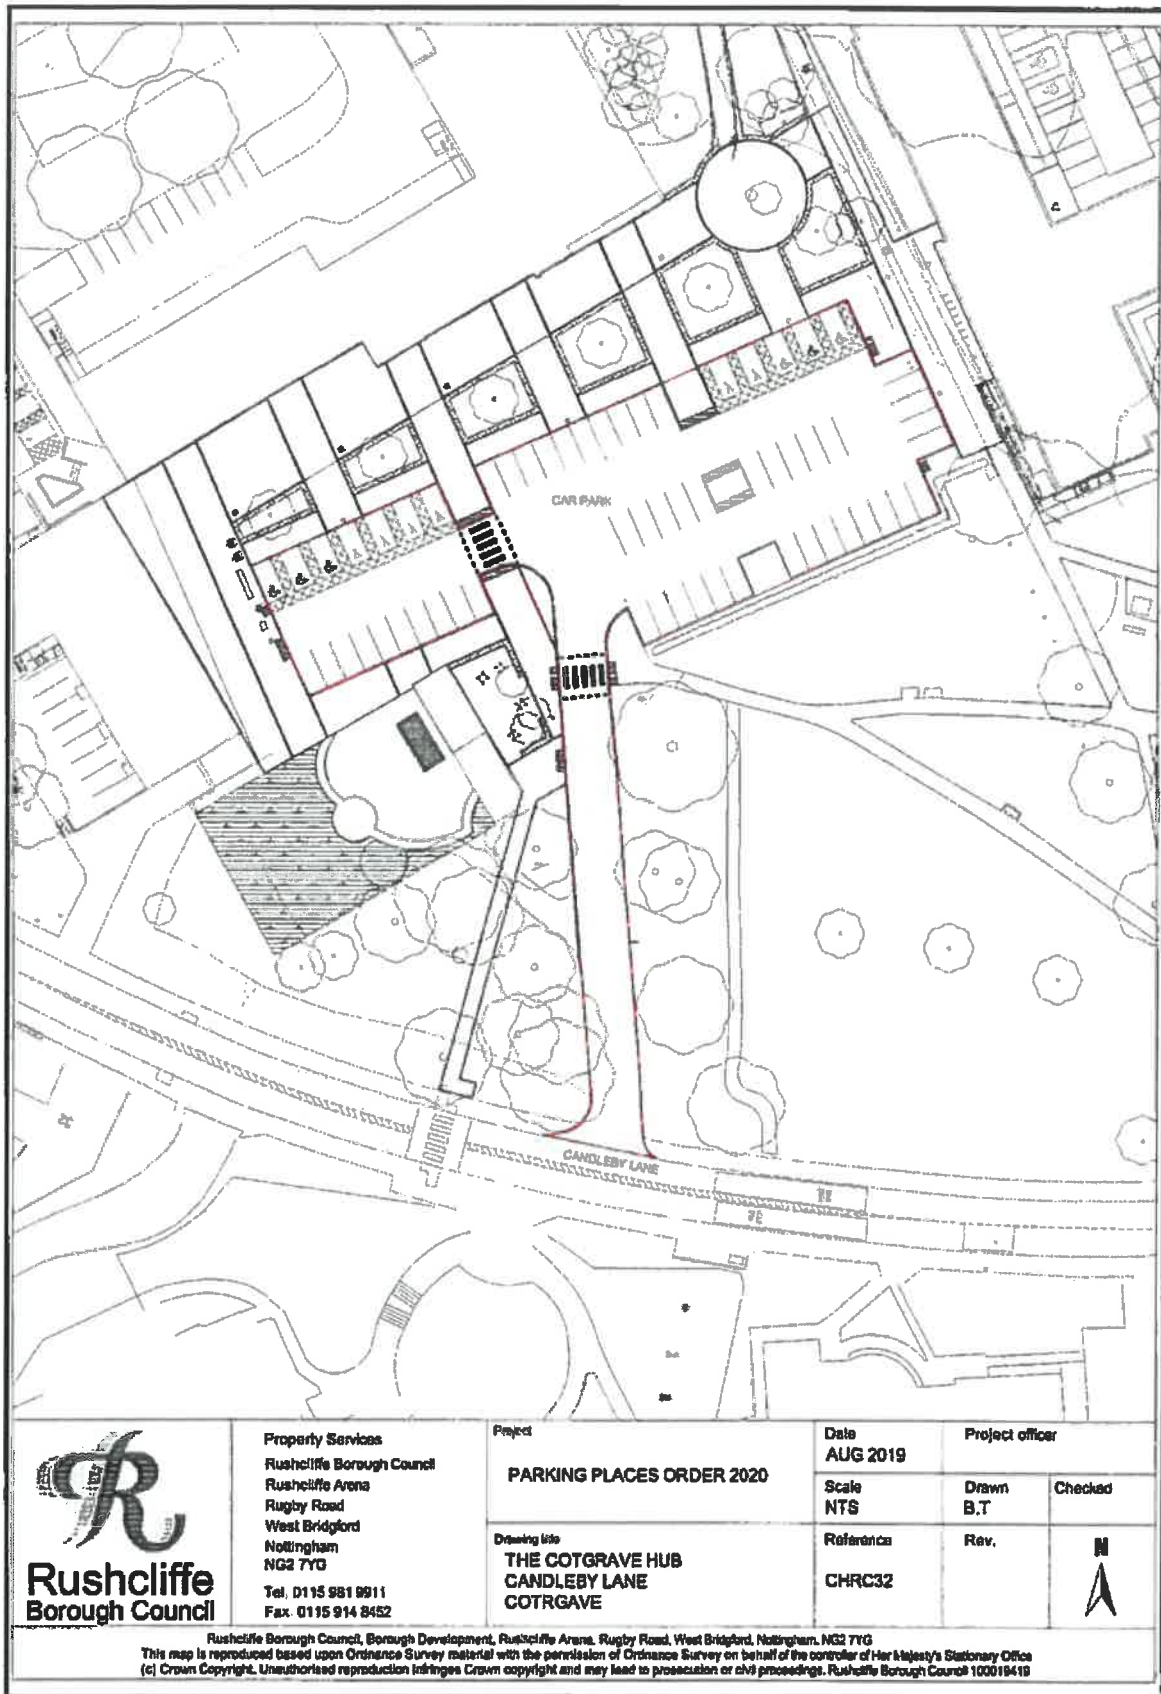 CAR PARK
CANDLEBY LANE
Rushcliffe
Borough Council
Property Services
Rushcliffe Borough Council
Rushcliffe Arena
Rugby Road
West Bridgford
Nottingham
NG2 7YG
Tel. 0115 981 9911
Fax. 0115 914 8452
Project
PARKING PLACES ORDER 2020
Drawing title
THE COTGRAVE HUB
CANDLEBY LANE
COTRGAVE
Date
AUG 2019
Project officer
Scale
NTS
Drawn
B.T
Checked
Reference
CHRC32
Rev.
N
Rushcliffe Borough Council, Borough Development, Rushcliffe Arena, Rugby Road, West Bridgford, Nottingham. NG2 7YG
This map is reproduced based upon Ordnance Survey material with the permission of Ordnance Survey on behalf of the controller of Her Majesty's Stationary Office
(c) Crown Copyright. Unauthorised reproduction infringes Crown copyright and may lead to prosecution or civil proceedings. Rushcliffe Borough Council 100019419